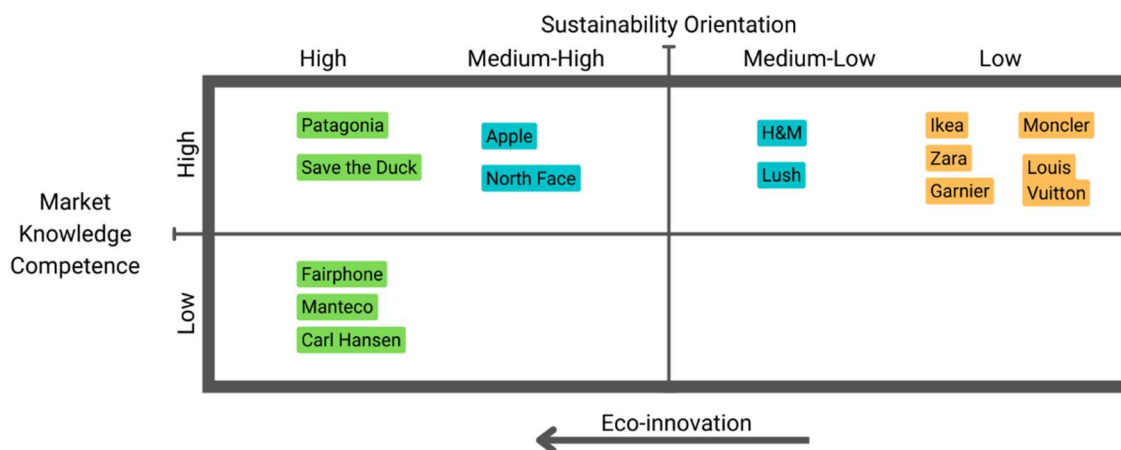 Sustainability Orientation
High
Medium-High
Medium-Low
Low
Market
Knowledge
Competence
High
Patagonia
Save the Duck
Apple
North Face
H&M
Lush
Ikea
Zara
Garnier
Moncler
Louis
Vuitton
Low
Fairphone
Manteco
Carl Hansen
Eco-innovation